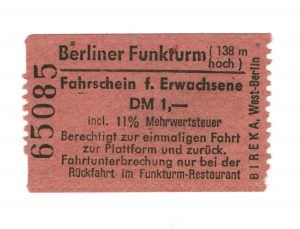 Berliner Funkturm ( 138 m hoch )
Fahrschein f. Erwachsene
DM 1,—
incl. 11% Mehrwertsteuer
Berechtigt zur einmaligen Fahrt
zur Plattform und zurück.
Fahrtunterbrechung nur bei der
Rückfahrt im Funkturm-Restaurant
65085
BIREKA, West-Berlin